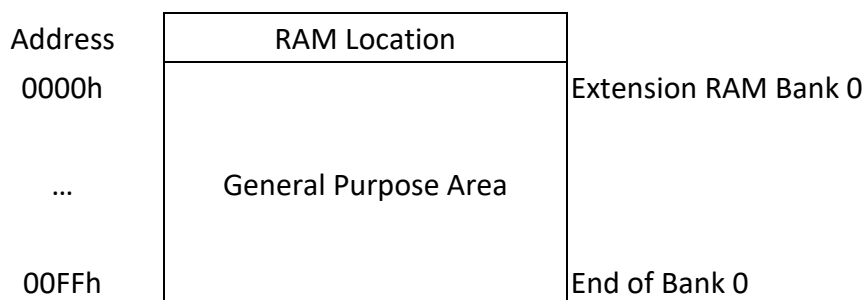 Address RAM Location
0000h Extension RAM Bank 0
… General Purpose Area
00FFh End of Bank 0